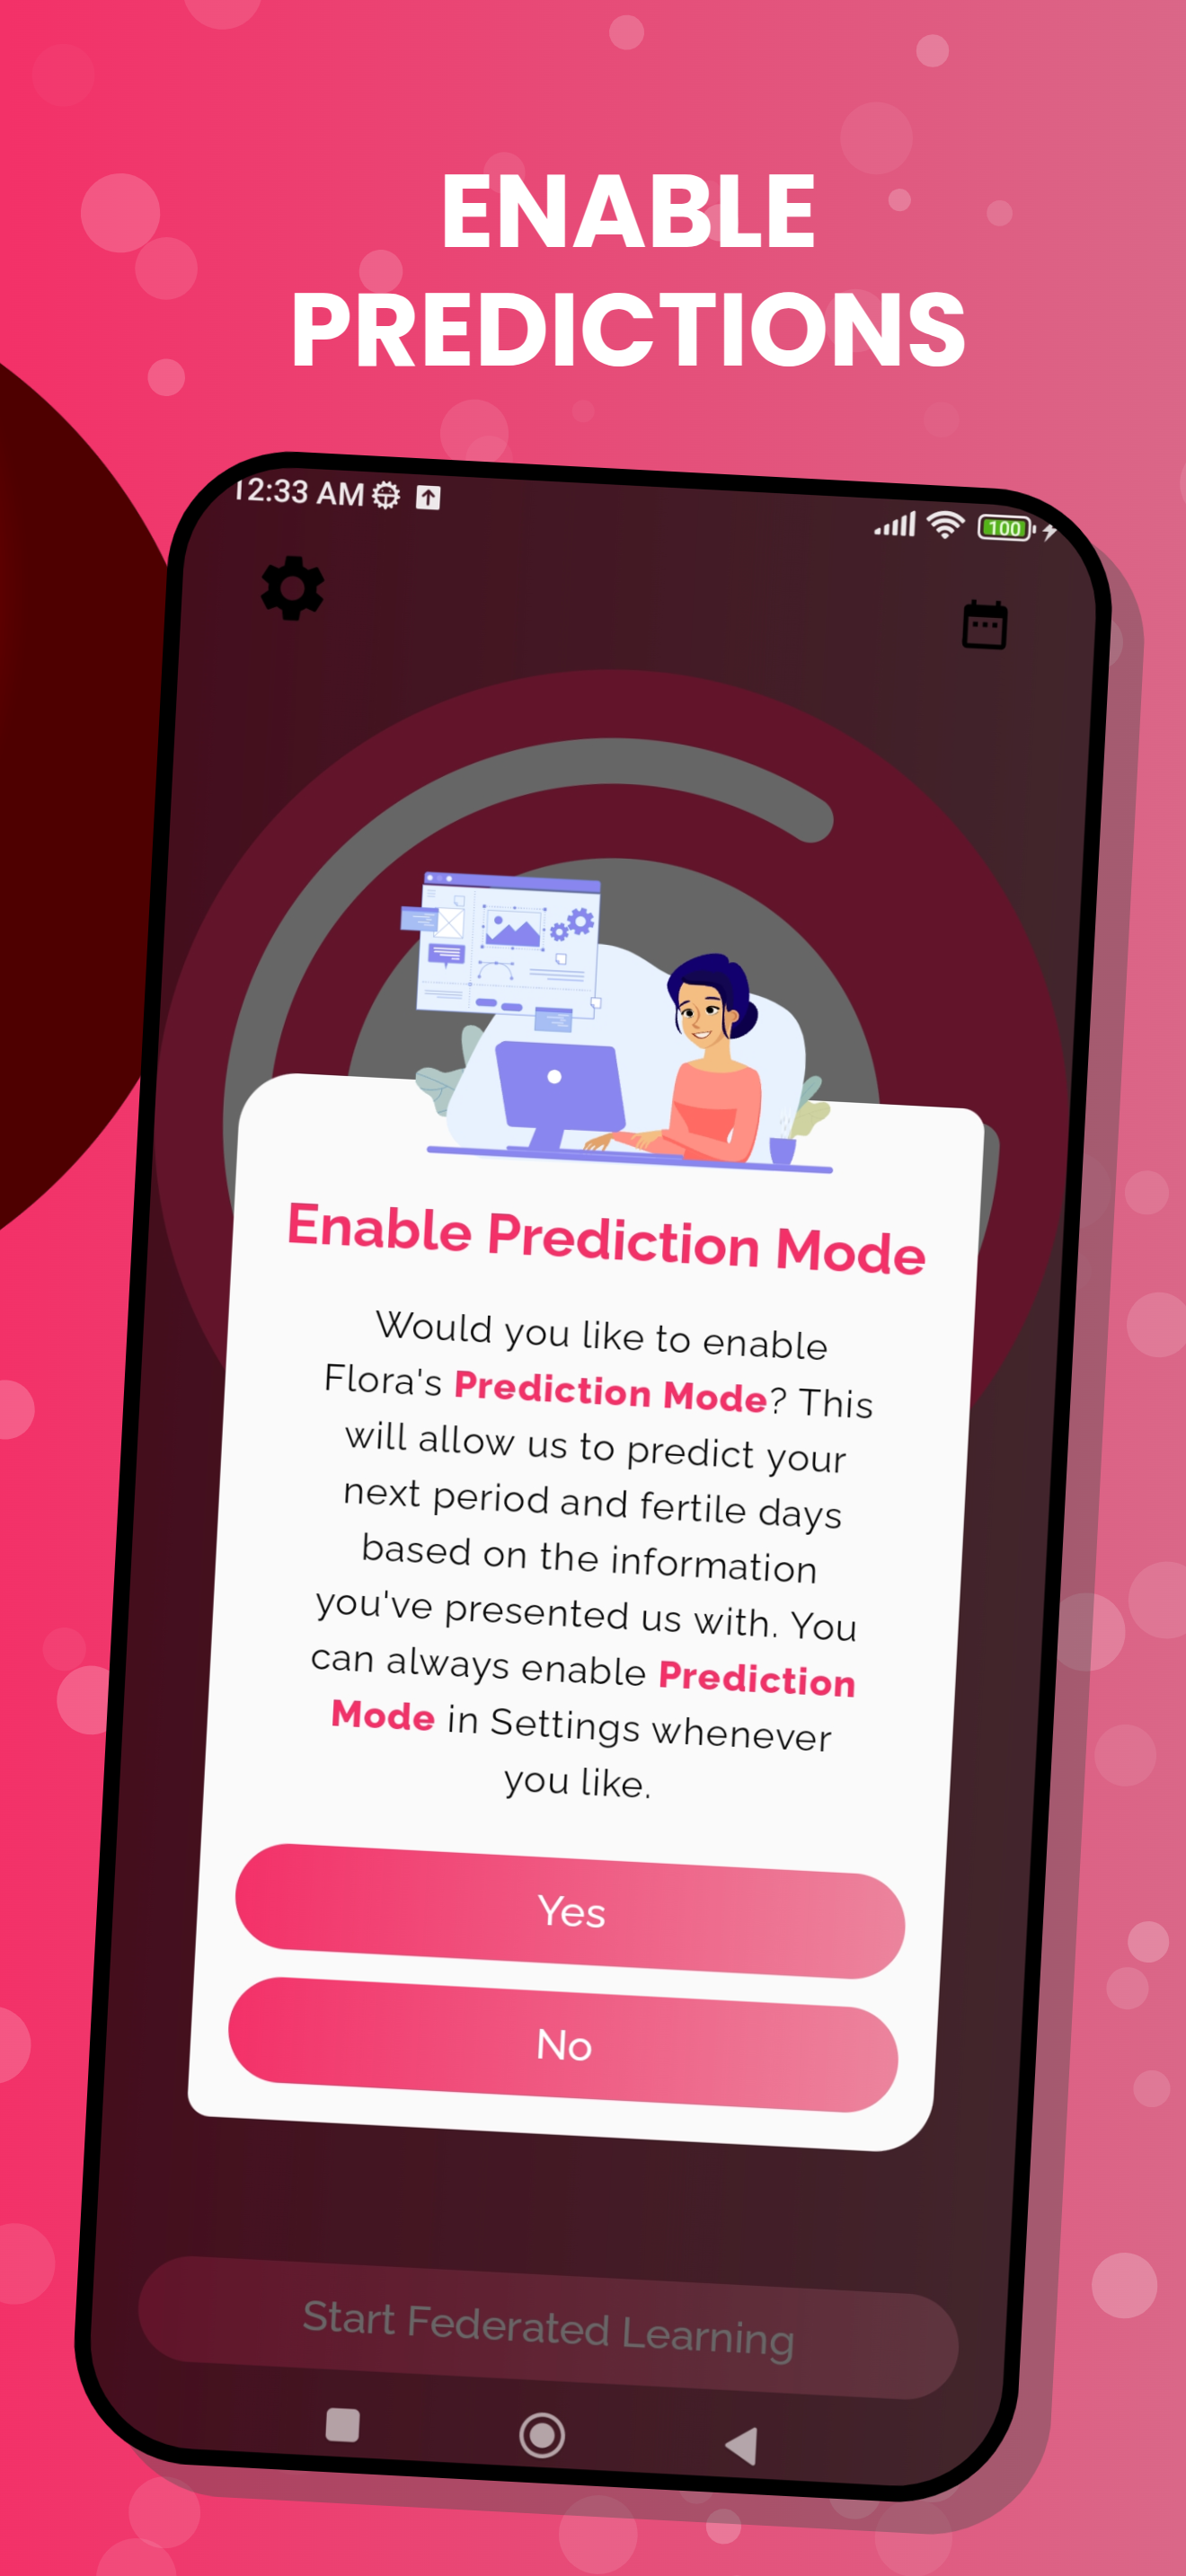 ENABLE
PREDICTIONS
12:33 AM
100
Enable Prediction Mode
Would you like to enable
Flora's Prediction Mode? This
will allow us to predict your
next period and fertile days
based on the information
you've presented us with. You
can always enable Prediction
Mode in Settings whenever
you like.
Yes
No
Start Federated Learning